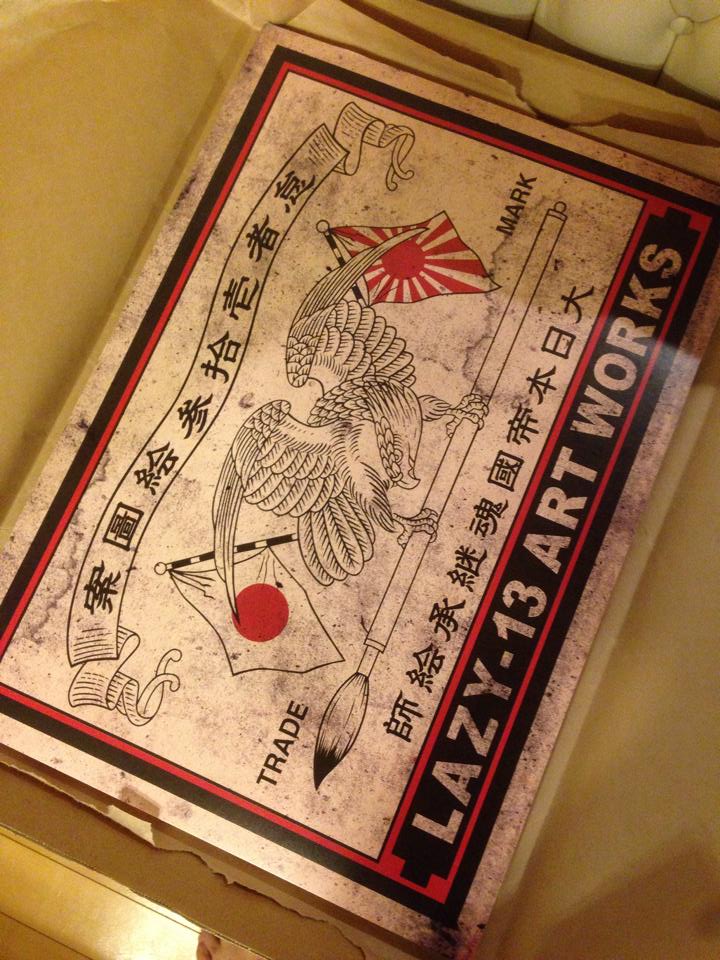 怠者壱拾参絵圖案
TRADE MARK
大日本帝國魂継承絵師
LAZY-13 ART WORKS